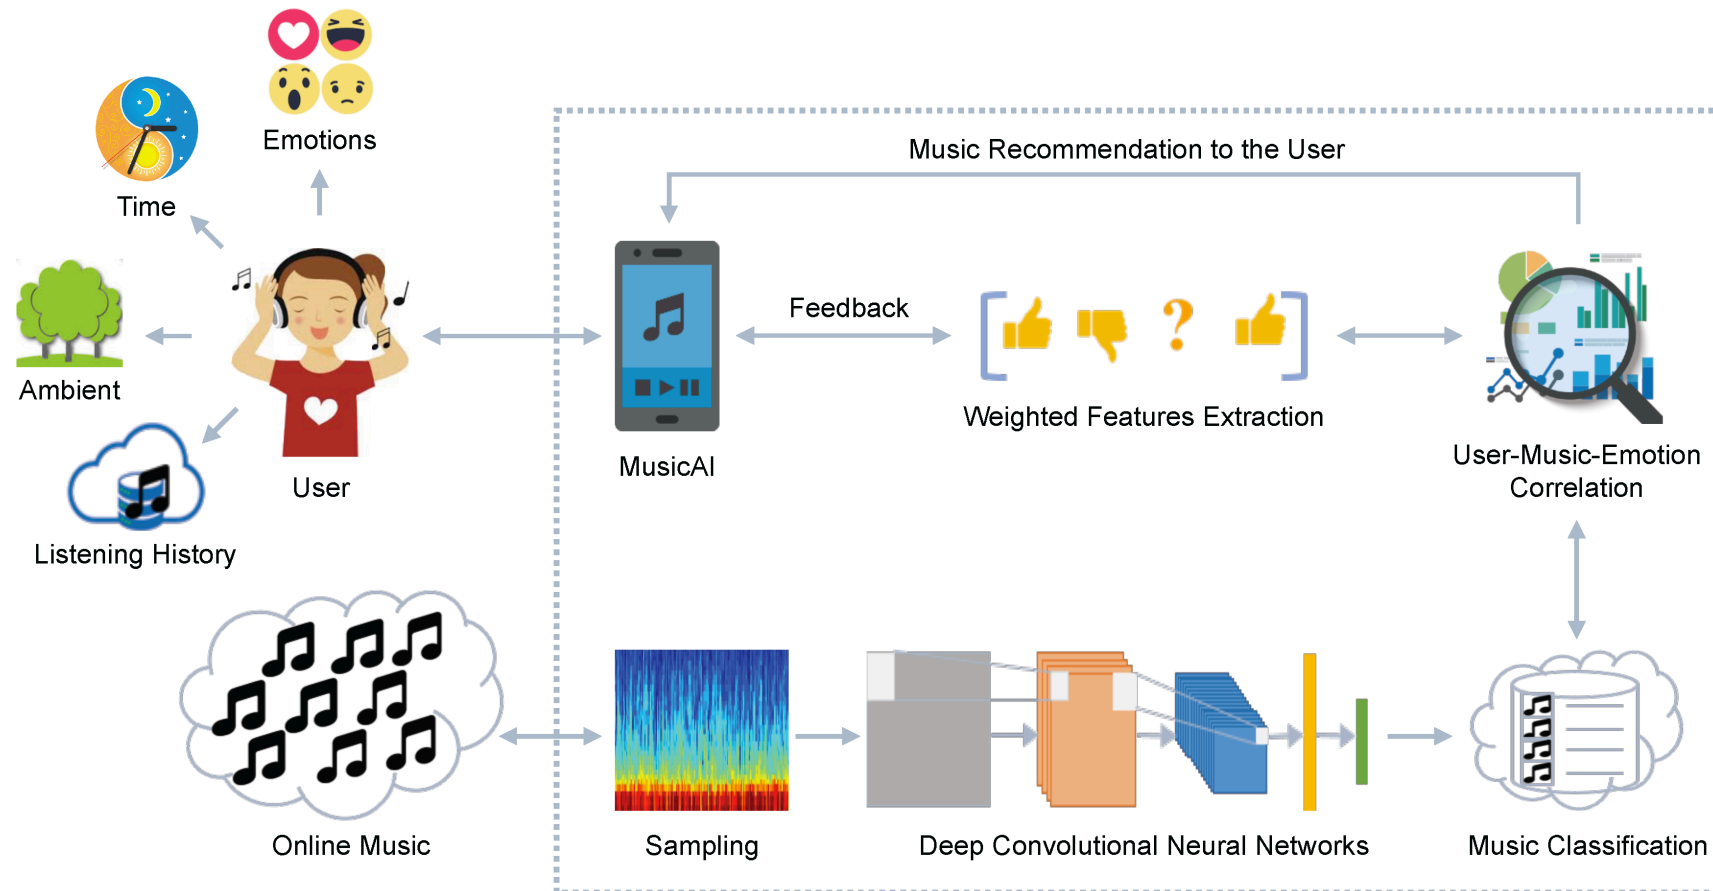 Emotions
Music Recommendation to the User
Time
Feedback
Ambient
Weighted Features Extraction
User-Music-Emotion
Correlation
MusicAI
User
Listening History
Online Music
Sampling
Deep Convolutional Neural Networks
Music Classification
?